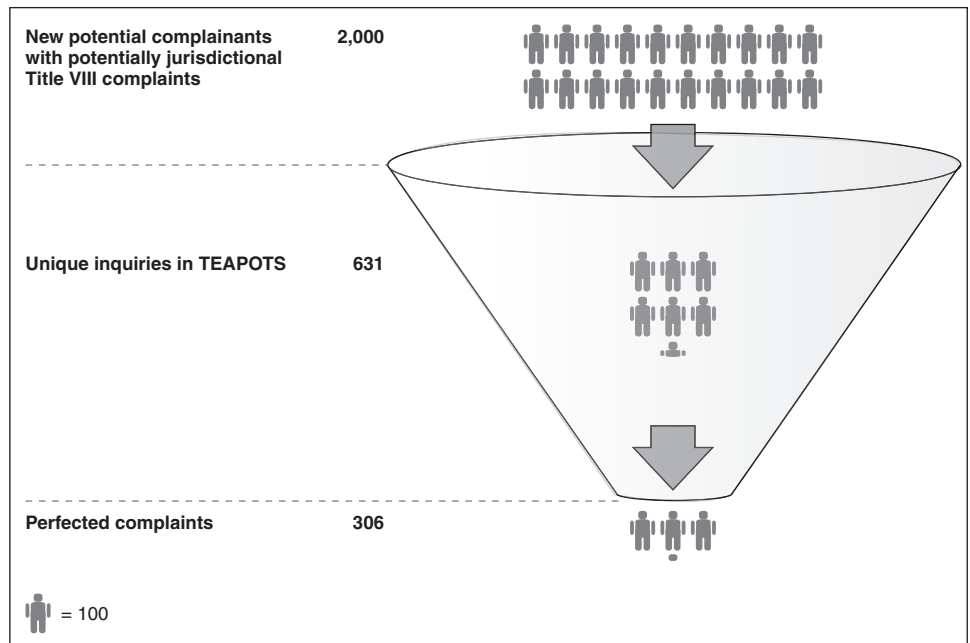 New potential complainants 2,000
with potentially jurisdictional
Title VIII complaints
Unique inquiries in TEAPOTS 631
Perfected complaints 306
= 100